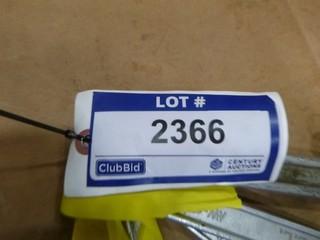 LOT #
2366
ClubBid
CENTURY
AUCTIONS